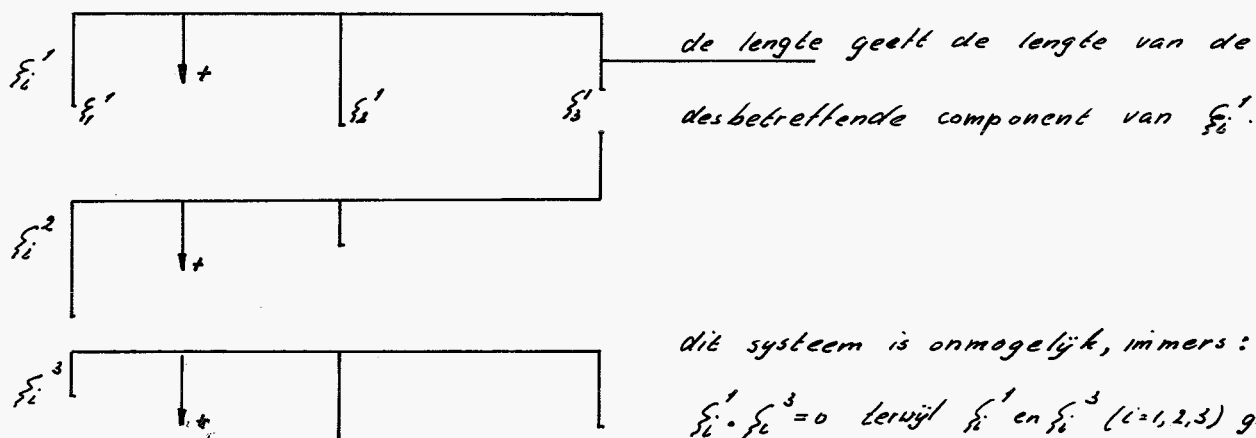 ξᵢ¹
+
ξ₁¹
ξ₂¹
ξ₃¹
de lengte geeft de lengte van de
desbetreffende component van ξᵢ¹.
ξᵢ²
+
ξᵢ³
+
dit systeem is onmogelijk, immers:
ξᵢ¹·ξᵢ³=0 terwijl ξᵢ¹ en ξᵢ³ (i=1,2,3) g